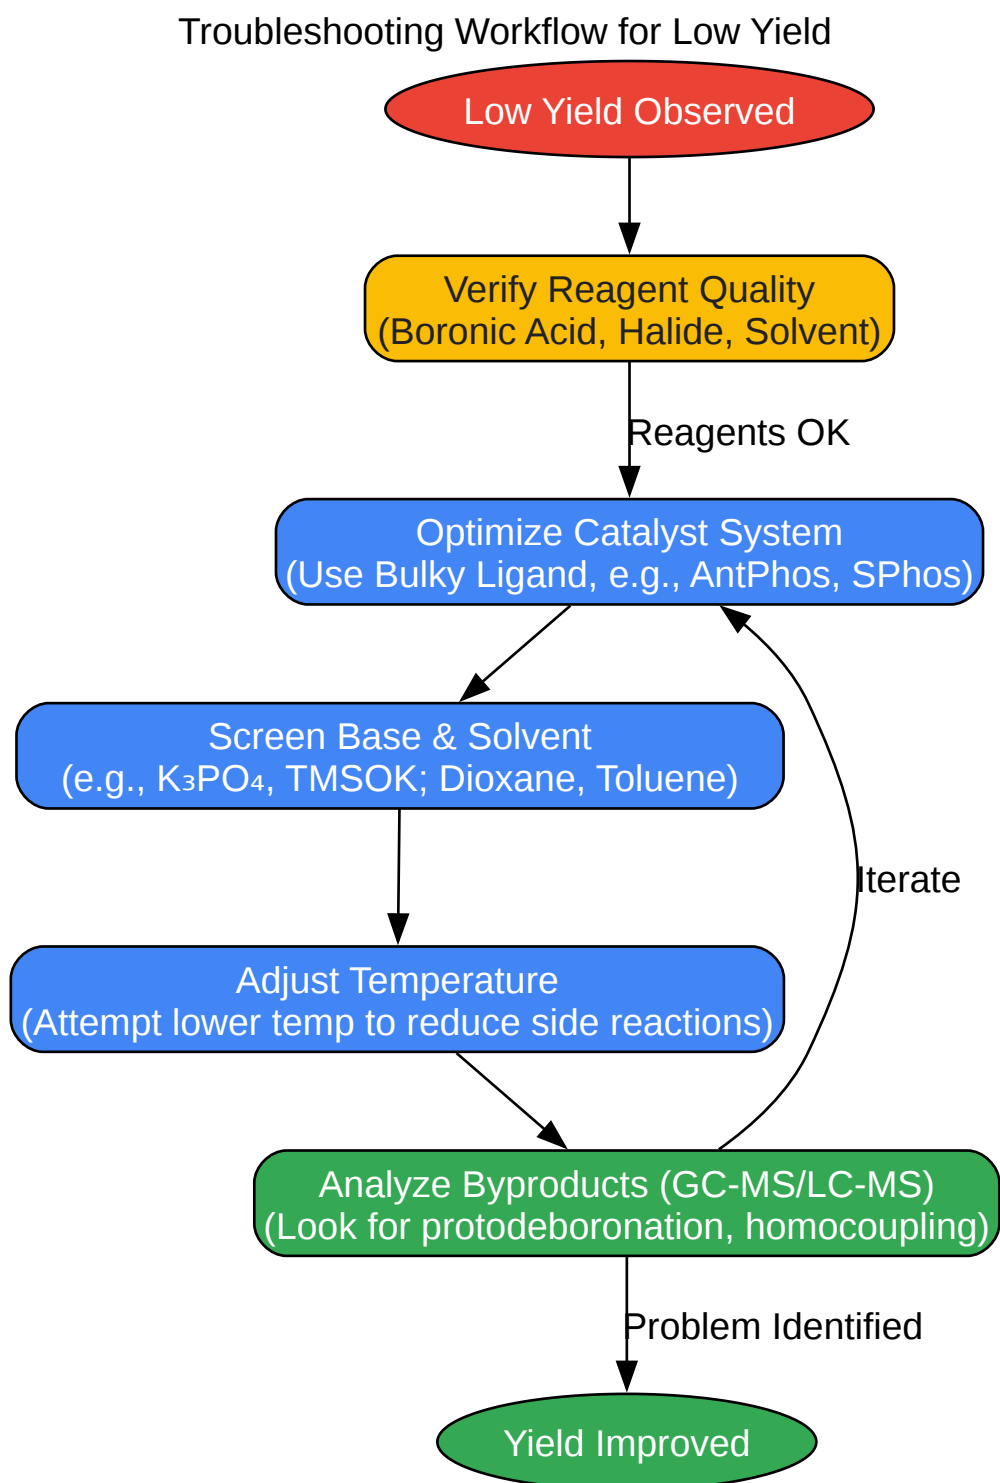 Troubleshooting Workflow for Low Yield
Low Yield Observed
Verify Reagent Quality
(Boronic Acid, Halide, Solvent)
Reagents OK
Optimize Catalyst System
(Use Bulky Ligand, e.g., AntPhos, SPhos)
Screen Base & Solvent
(e.g., K₃PO₄, TMSOK; Dioxane, Toluene)
Iterate
Adjust Temperature
(Attempt lower temp to reduce side reactions)
Analyze Byproducts (GC-MS/LC-MS)
(Look for protodeboronation, homocoupling)
Problem Identified
Yield Improved